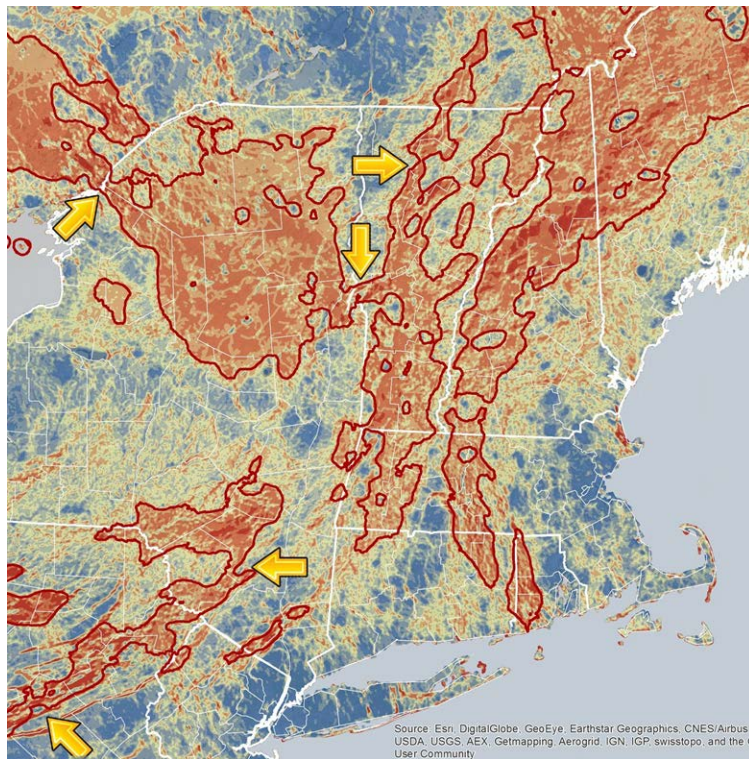 Source: Esri, DigitalGlobe, GeoEye, Earthstar Geographics, CNES/Airbus
USDA, USGS, AEX, Getmapping, Aerogrid, IGN, IGP, swisstopo, and the
User Community